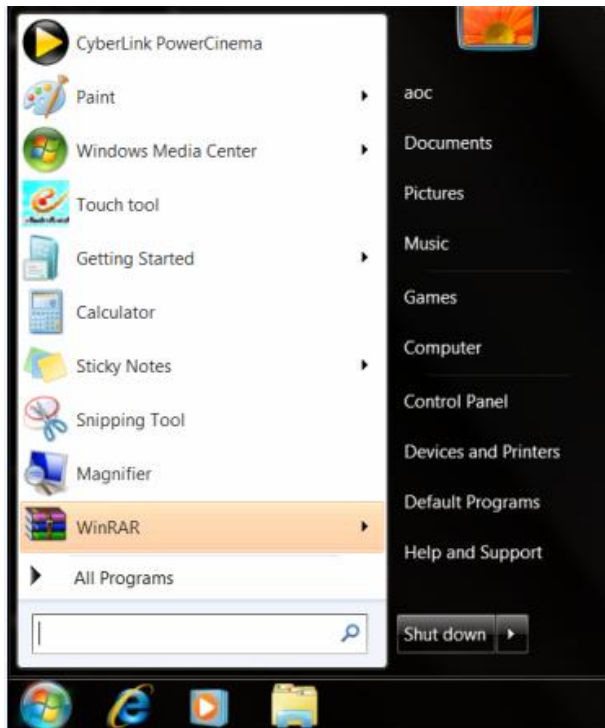 CyberLink PowerCinema
Paint
Windows Media Center
Touch tool
Getting Started
Calculator
Sticky Notes
Snipping Tool
Magnifier
WinRAR
All Programs
aoc
Documents
Pictures
Music
Games
Computer
Control Panel
Devices and Printers
Default Programs
Help and Support
Shut down